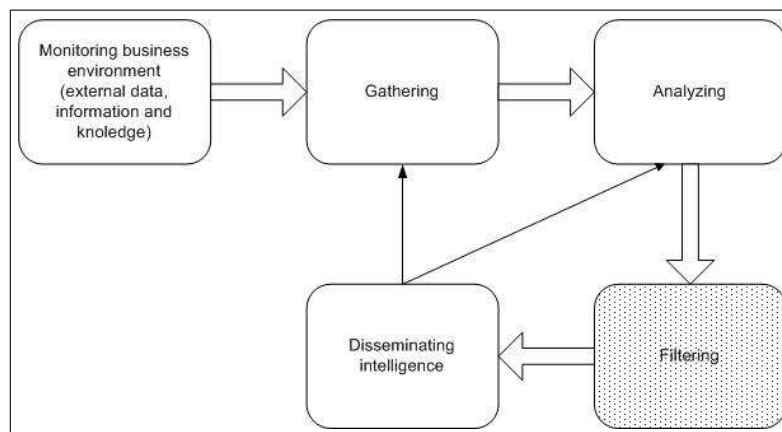 Monitoring business
environment
(external data,
information and
knoledge)
Gathering
Analyzing
Disseminating
intelligence
Filtering